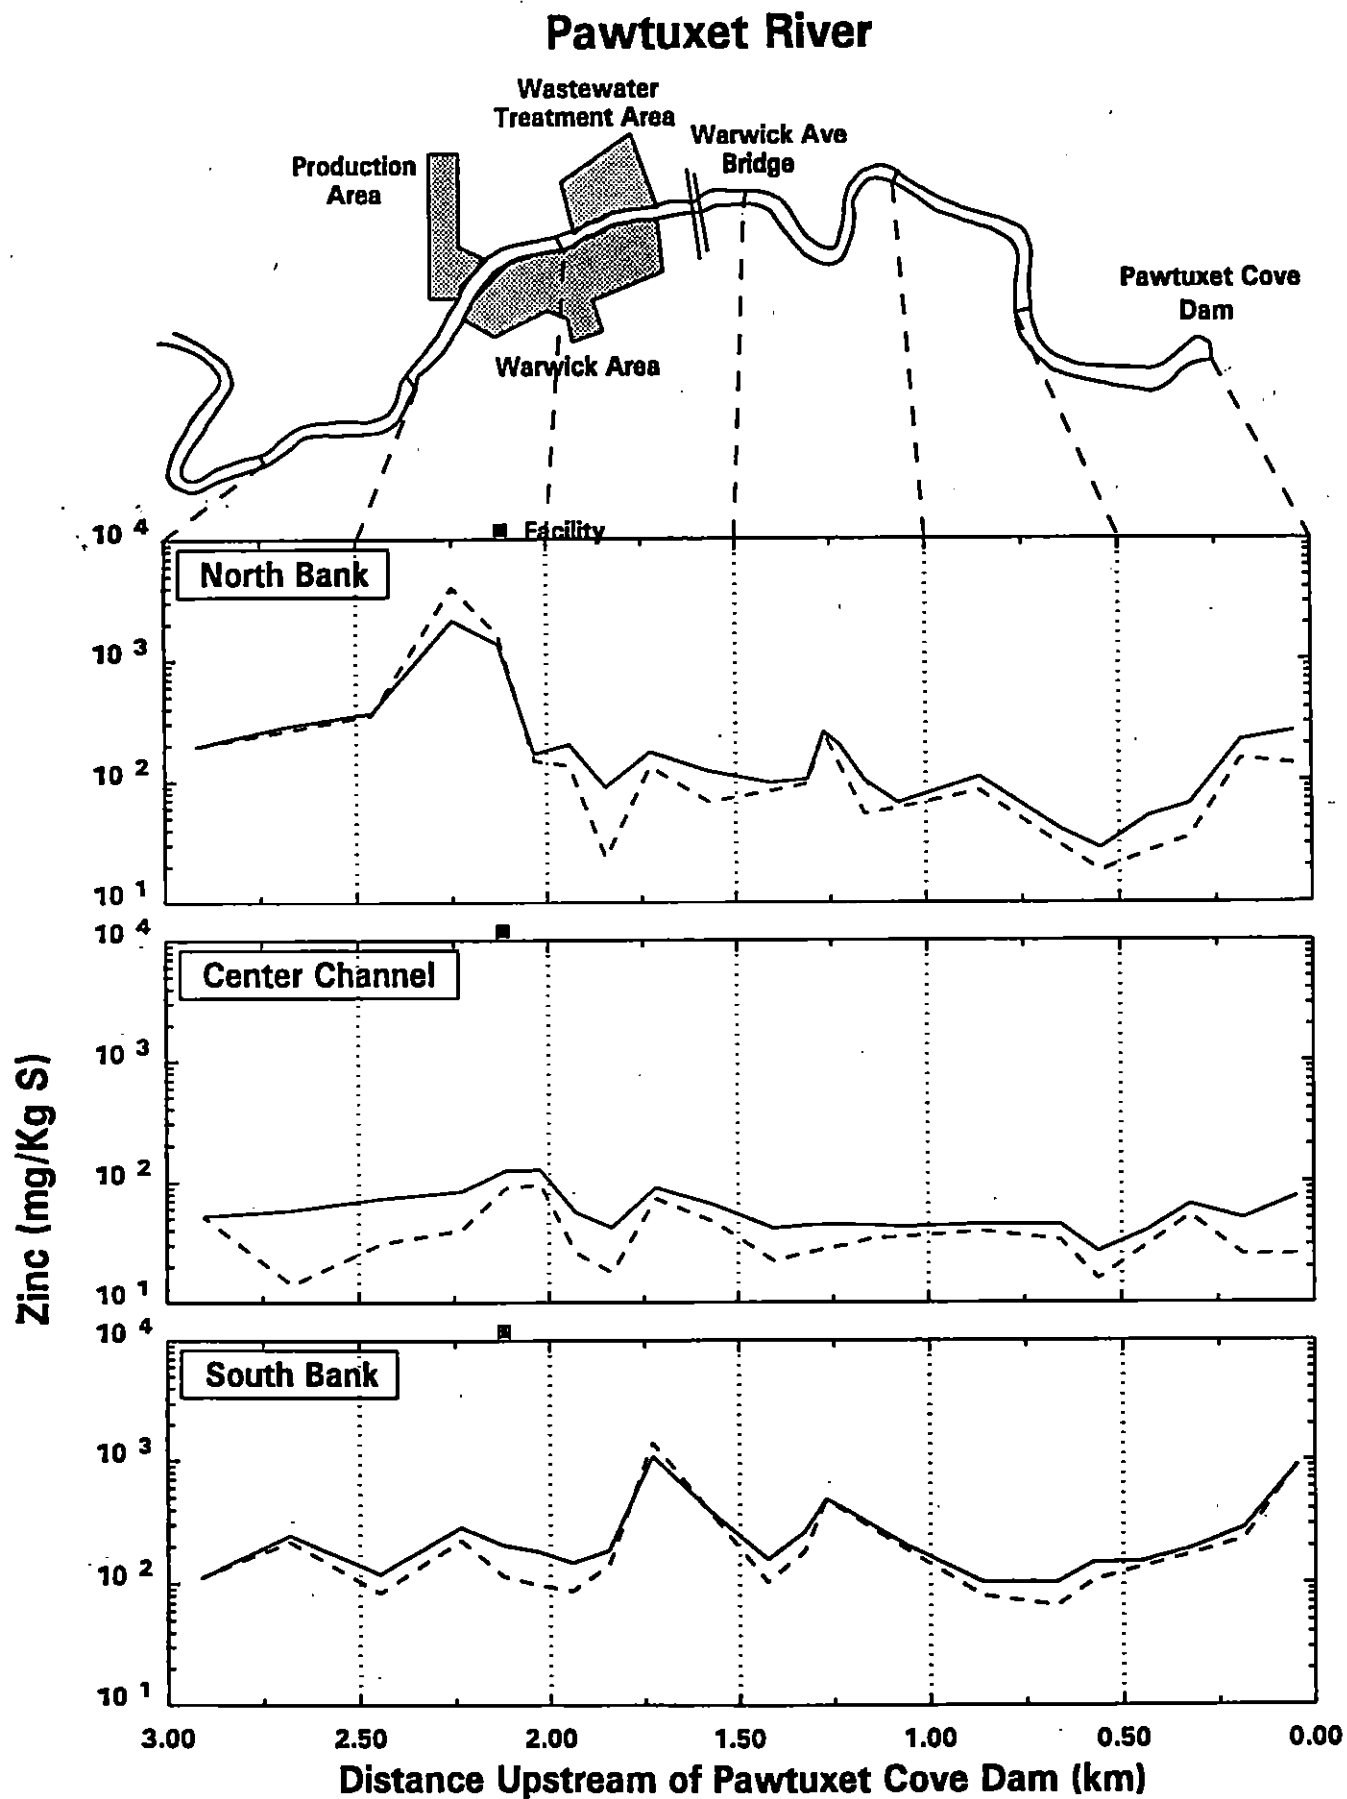 Pawtuxet River
Wastewater
Treatment Area
Warwick Ave
Bridge
Production
Area
Pawtuxet Cove
Dam
Warwick Area
■ Facility
North Bank
10 4
10 3
10 2
10 1
Center Channel
10 4
10 3
10 2
10 1
Zinc (mg/Kg S)
South Bank
10 4
10 3
10 2
10 1
3.00 2.50 2.00 1.50 1.00 0.50 0.00
Distance Upstream of Pawtuxet Cove Dam (km)